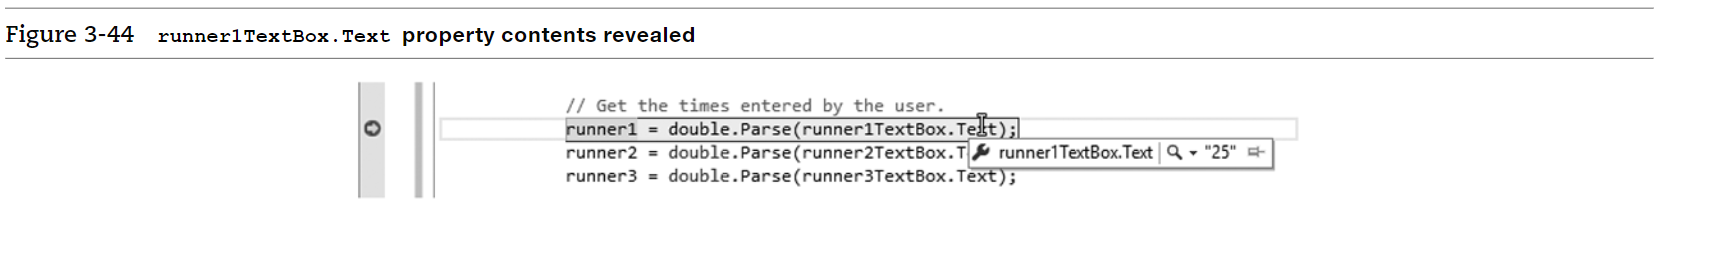 Figure 3-44 runner1TextBox.Text property contents revealed
// Get the times entered by the user.
runner1 = double.Parse(runner1TextBox.Text);
runner2 = double.Parse(runner2TextBox.T
runner1TextBox.Text "25"
runner3 = double.Parse(runner3TextBox.Text);